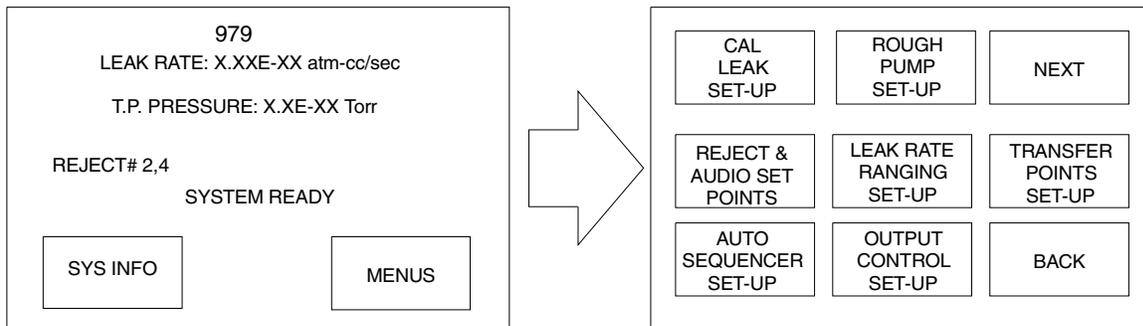 979
LEAK RATE: X.XXE-XX atm-cc/sec
T.P. PRESSURE: X.XE-XX Torr
REJECT# 2,4
SYSTEM READY
SYS INFO
MENUS
CAL
LEAK
SET-UP
ROUGH
PUMP
SET-UP
NEXT
REJECT &
AUDIO SET
POINTS
LEAK RATE
RANGING
SET-UP
TRANSFER
POINTS
SET-UP
AUTO
SEQUENCER
SET-UP
OUTPUT
CONTROL
SET-UP
BACK